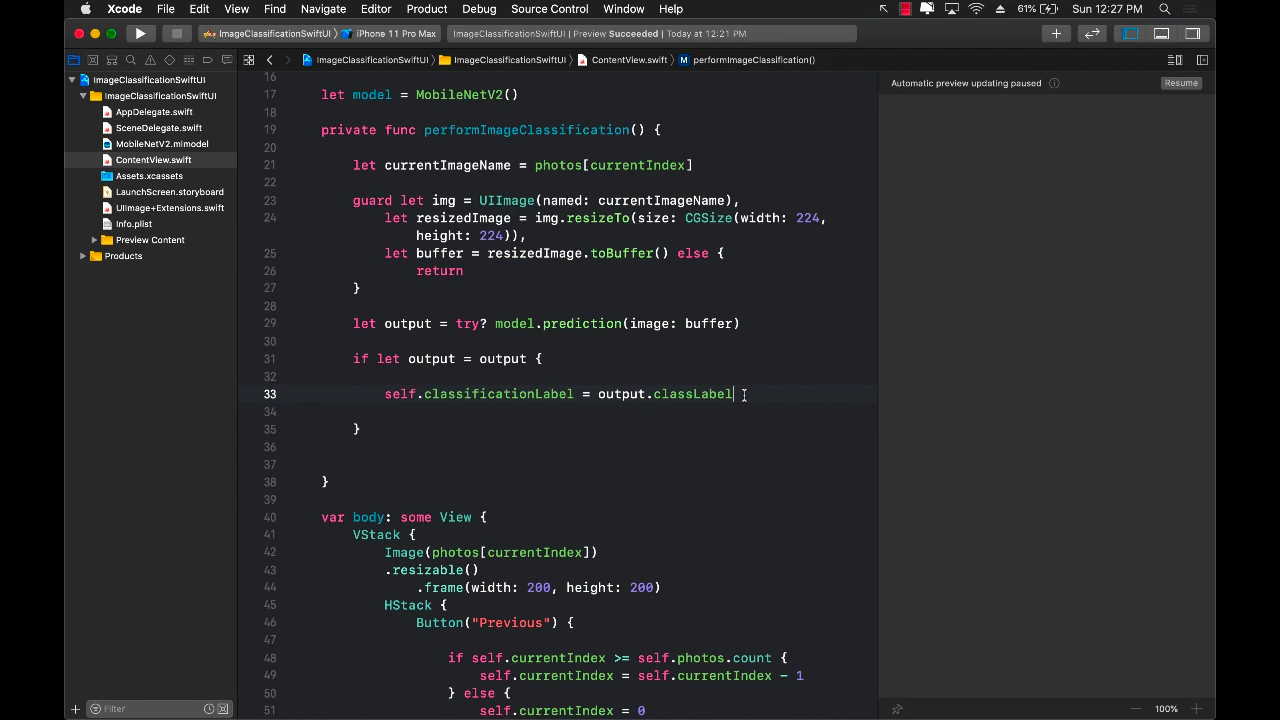 Xcode File Edit View Find Navigate Editor Product Debug Source Control Window Help 61% Sun 12:27 PM
ImageClassificationSwiftUI iPhone 11 Pro Max ImageClassificationSwiftUI | Preview Succeeded | Today at 12:21 PM
ImageClassificationSwiftUI ImageClassificationSwiftUI ContentView.swift M performImageClassification()
ImageClassificationSwiftUI
ImageClassificationSwiftUI
AppDelegate.swift
SceneDelegate.swift
MobileNetV2.mlmodel
ContentView.swift
Assets.xcassets
LaunchScreen.storyboard
UIImage+Extensions.swift
Info.plist
Preview Content
Products
Filter
16
17 let model = MobileNetV2()
18
19 private func performImageClassification() {
20
21 let currentImageName = photos[currentIndex]
22
23 guard let img = UIImage(named: currentImageName),
24 let resizedImage = img.resizeTo(size: CGSize(width: 224,
height: 224)),
25 let buffer = resizedImage.toBuffer() else {
26 return
27 }
28
29 let output = try? model.prediction(image: buffer)
30
31 if let output = output {
32
33 self.classificationLabel = output.classLabel
34
35 }
36
37
38 }
39
40 var body: some View {
41 VStack {
42 Image(photos[currentIndex])
43 .resizable()
44 .frame(width: 200, height: 200)
45 HStack {
46 Button("Previous") {
47
48 if self.currentIndex >= self.photos.count {
49 self.currentIndex = self.currentIndex - 1
50 } else {
51 self.currentIndex = 0
Automatic preview updating paused Resume
100%